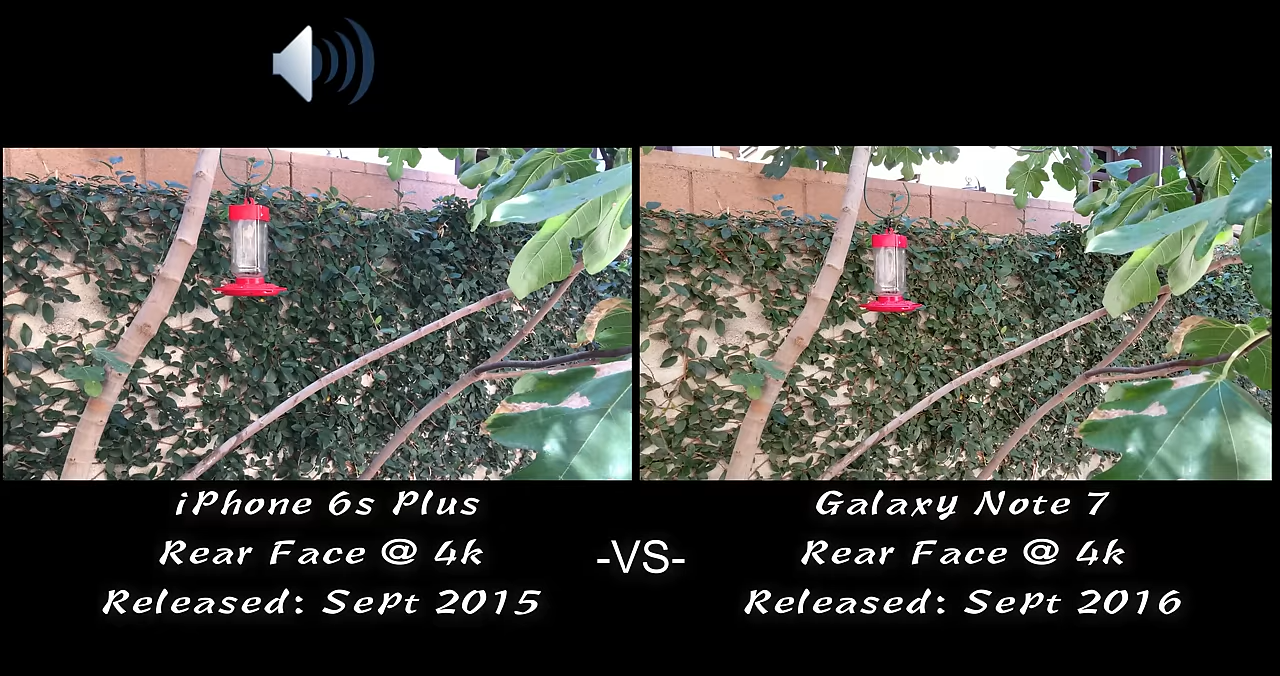 iPhone 6s Plus
Rear Face @ 4k
Released: Sept 2015
-VS-
Galaxy Note 7
Rear Face @ 4k
Released: Sept 2016